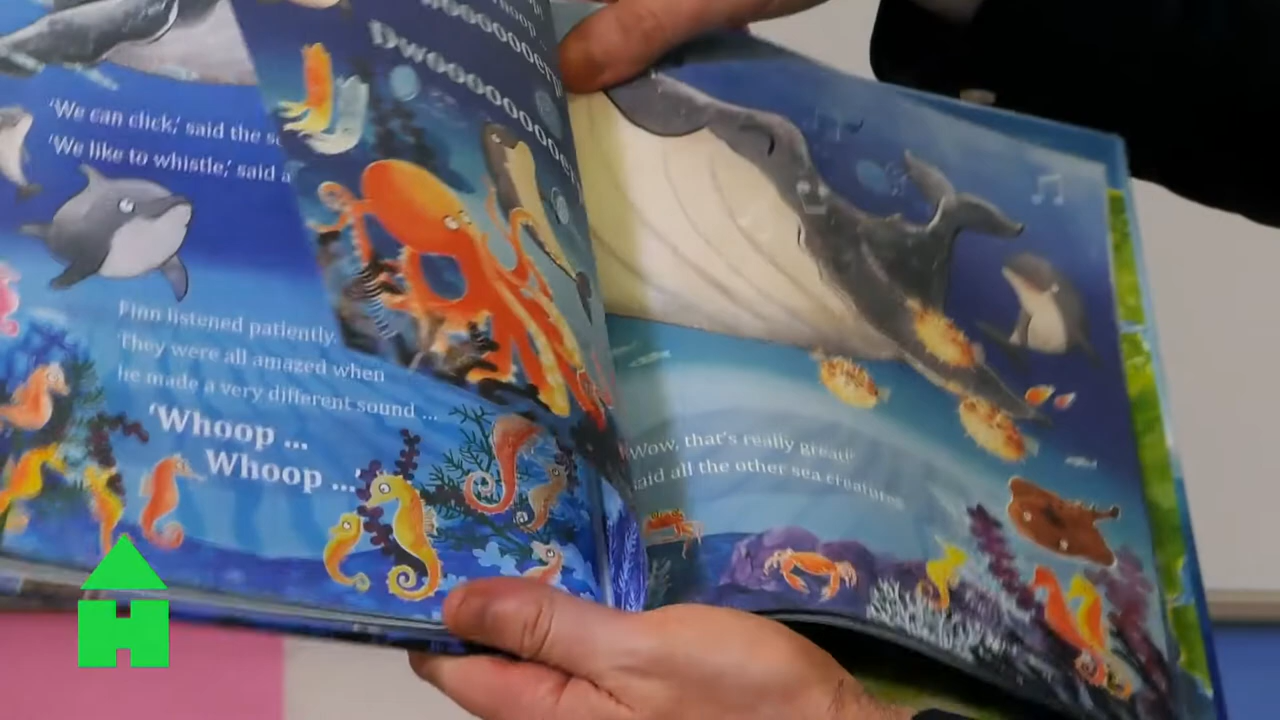 'We can click,' said the
'We like to whistle,' said a
Finn listened patiently.
They were all amazed when
he made a very different sound ...
'Whoop ...
Whoop ...
Whoop ...
Wow, that's really great!'
said all the other sea creatures
H